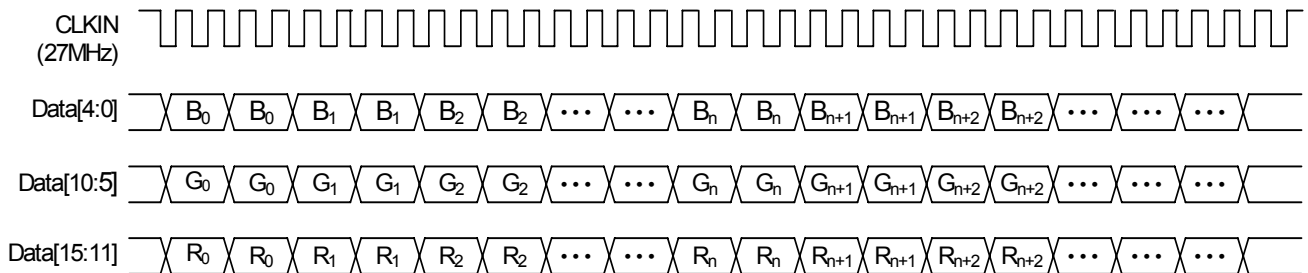 CLKIN
(27MHz)
Data[4:0] B0 B0 B1 B1 B2 B2 ••• ••• Bn Bn Bn+1 Bn+1 Bn+2 Bn+2 ••• ••• •••
Data[10:5] G0 G0 G1 G1 G2 G2 ••• ••• Gn Gn Gn+1 Gn+1 Gn+2 Gn+2 ••• ••• •••
Data[15:11] R0 R0 R1 R1 R2 R2 ••• ••• Rn Rn Rn+1 Rn+1 Rn+2 Rn+2 ••• ••• •••